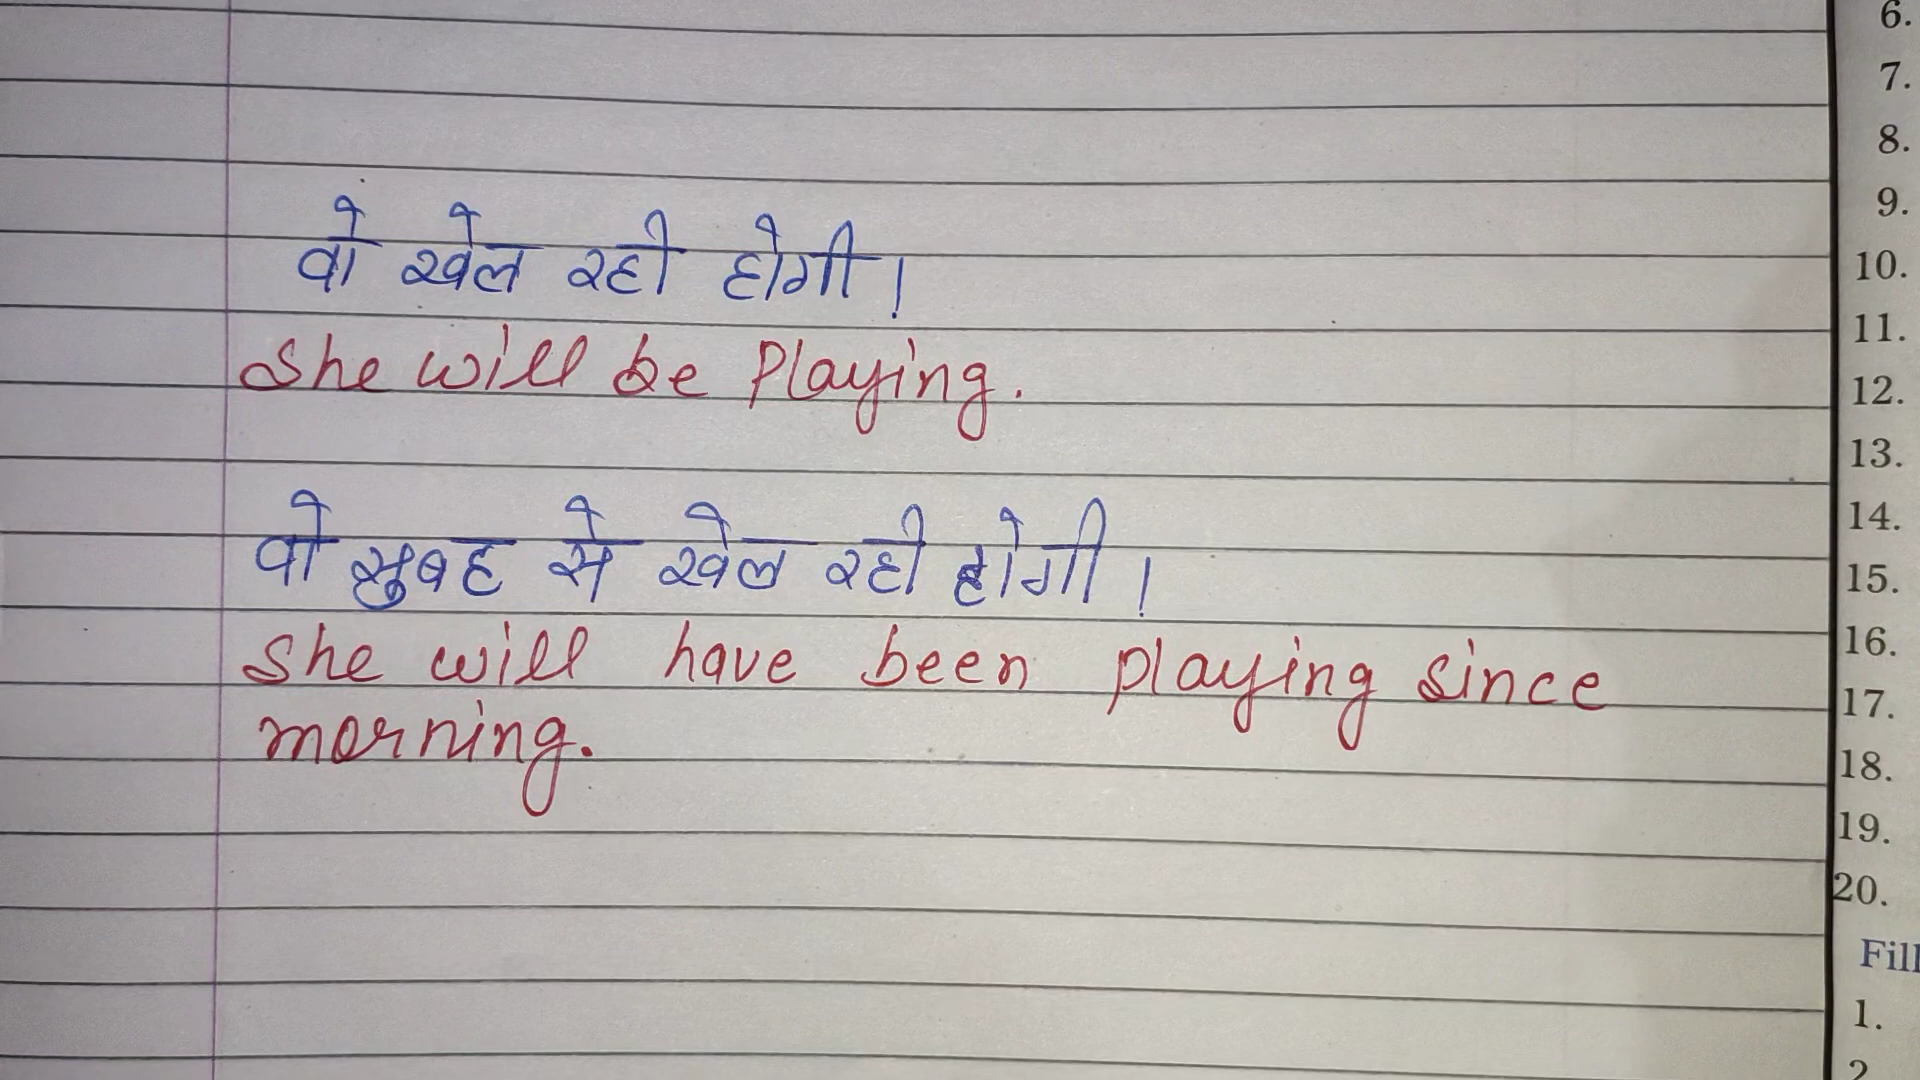 वो खेल रही होगी।
She will be Playing.
वो सुबह से खेल रही होगी।
She will have been playing since
morning.
6.
7.
8.
9.
10.
11.
12.
13.
14.
15.
16.
17.
18.
19.
20.
Fill
1.
2